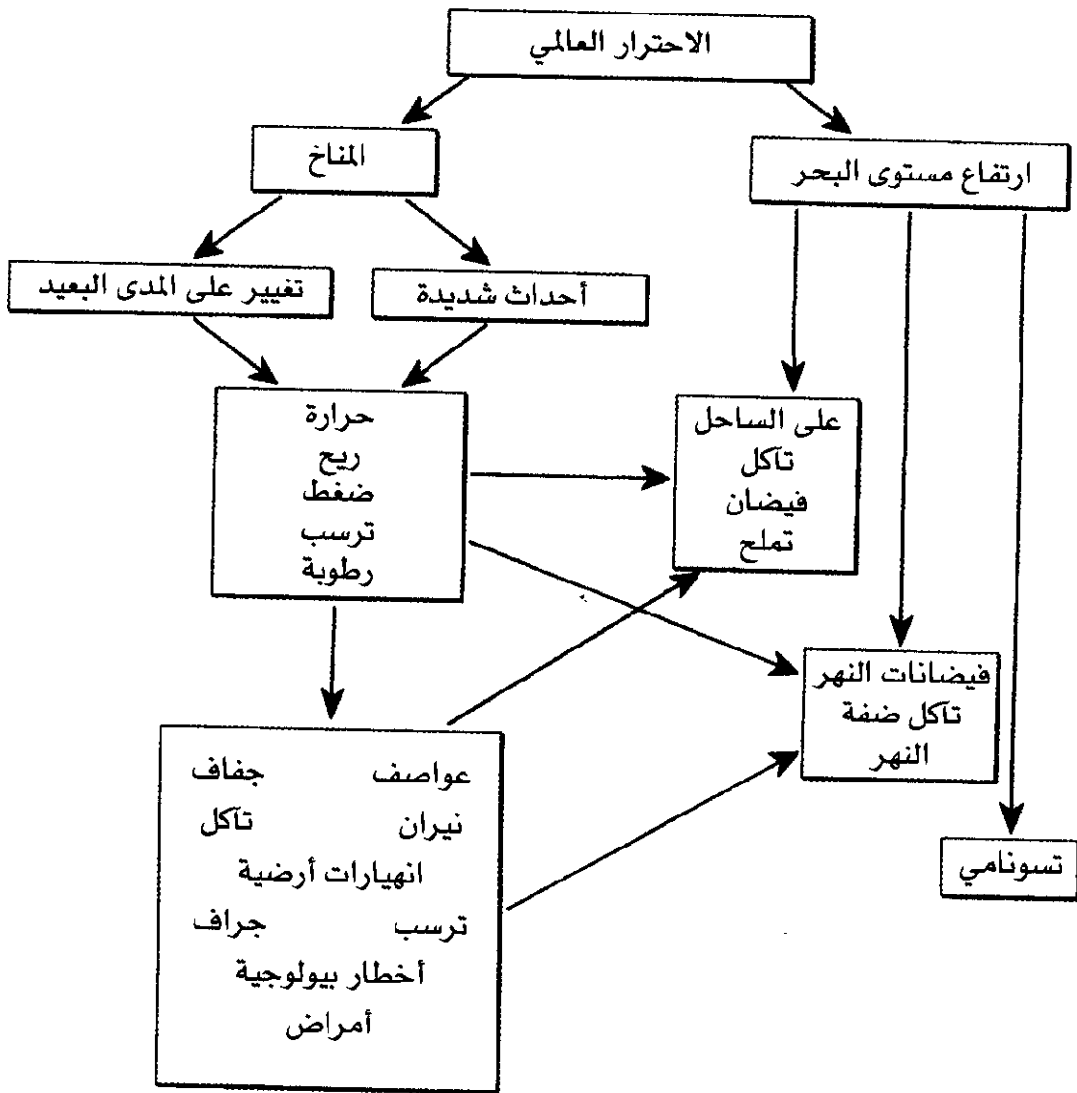 الاحترار العالمي
المناخ
ارتفاع مستوى البحر
أحداث شديدة
تغيير على المدى البعيد
حرارة
ريح
ضغط
ترسب
رطوبة
على الساحل
تآكل
فيضان
تملح
فيضانات النهر
تآكل ضفة
النهر
تسونامي
عواصف جفاف
نيران تآكل
انهيارات أرضية
ترسب جراف
أخطار بيولوجية
أمراض